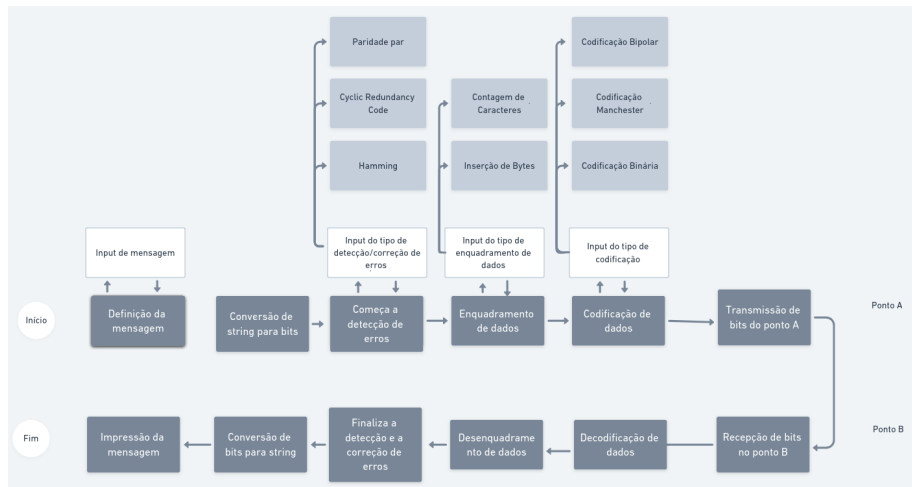 Paridade par
Codificação Bipolar
Cyclic Redundancy
Code
Contagem de
Caracteres
Codificação
Manchester
Hamming
Inserção de Bytes
Codificação Binária
Input de mensagem
Input do tipo de
detecção/correção de
erros
Input do tipo de
enquadramento de
dados
Input do tipo de
codificação
Início
Definição da
mensagem
Conversão de
string para bits
Começa a
detecção de
erros
Enquadramento
de dados
Codificação de
dados
Transmissão de
bits do ponto A
Ponto A
Fim
Impressão da
mensagem
Conversão de
bits para string
Finaliza a
detecção e a
correção de
erros
Desenquadrame
nto de dados
Decodificação de
dados
Recepção de bits
no ponto B
Ponto B